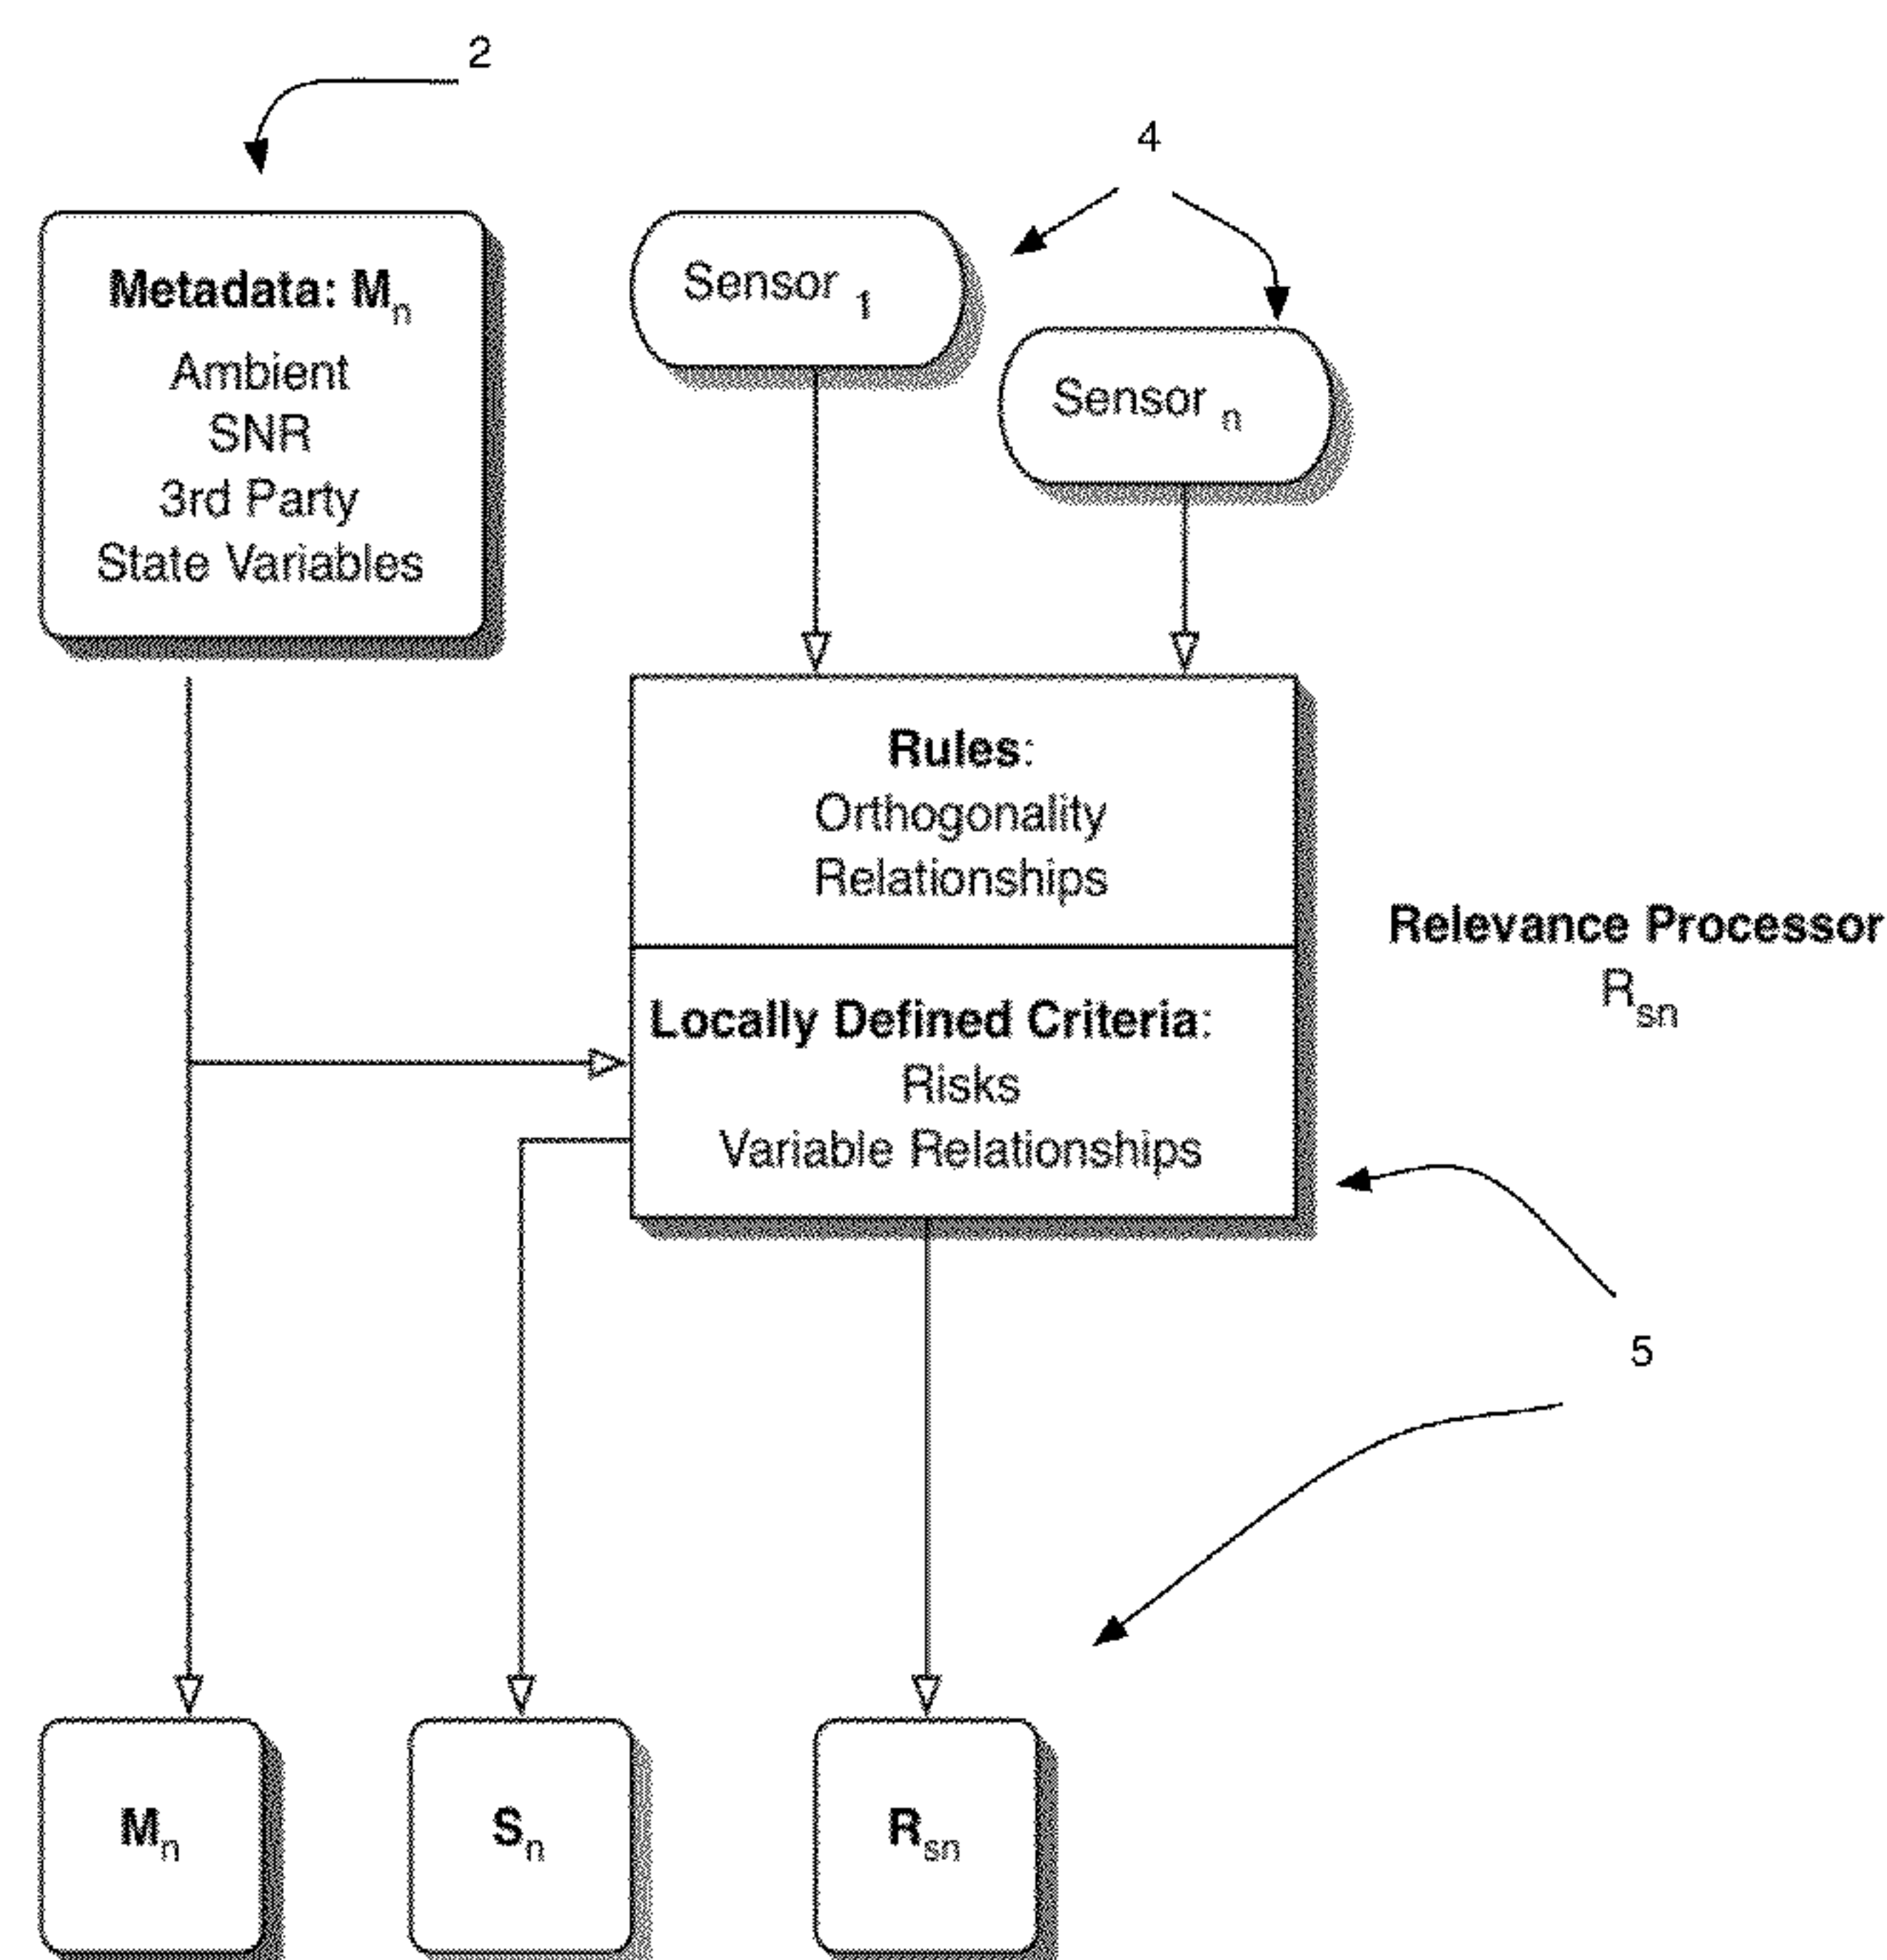 2
4
Metadata: Mn
Ambient
SNR
3rd Party
State Variables
Sensor 1
Sensor n
Rules:
Orthogonality
Relationships
Relevance Processor
Rsn
Locally Defined Criteria:
Risks
Variable Relationships
5
Mn
Sn
Rsn